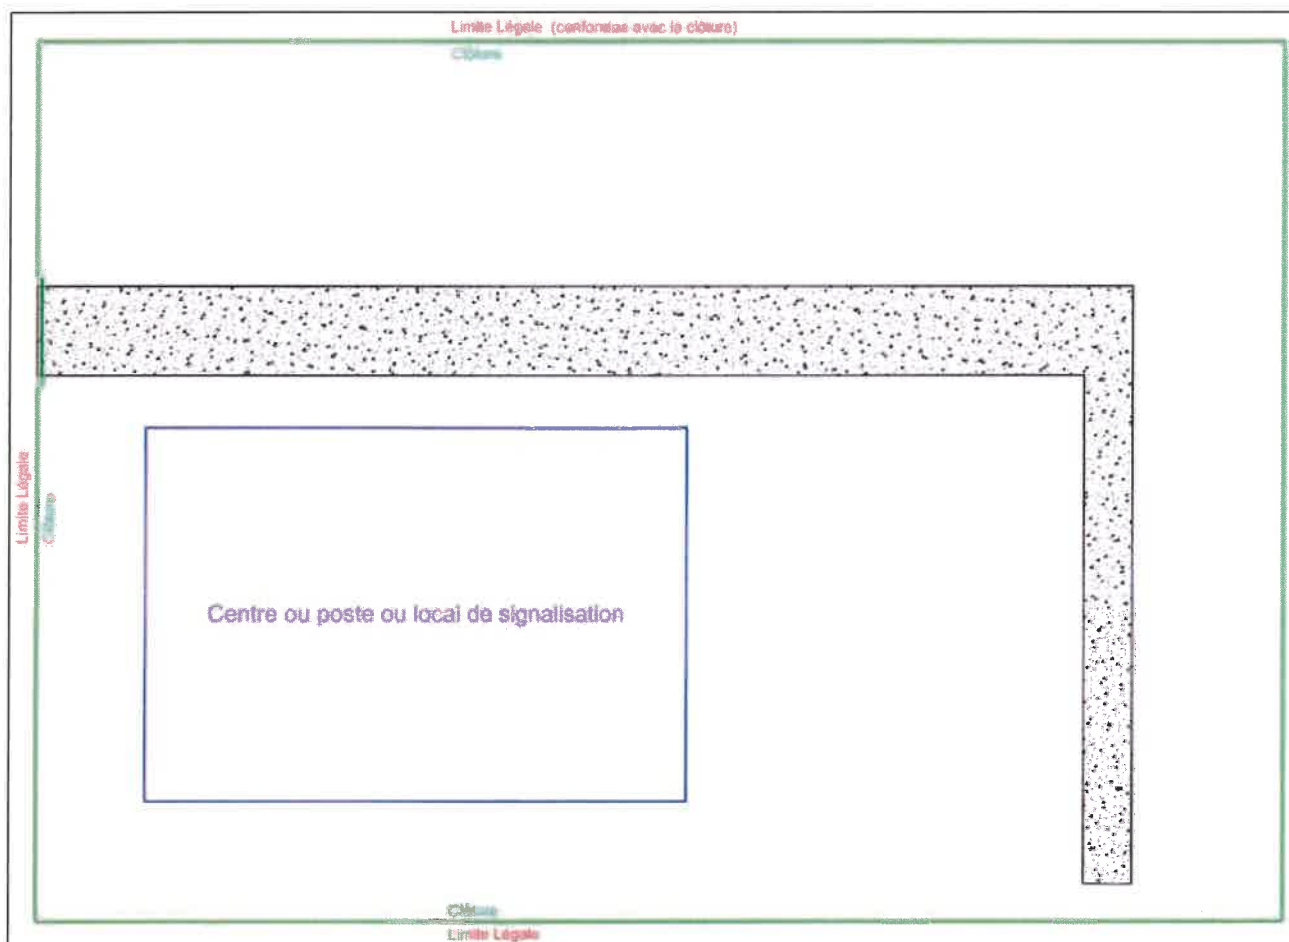 Limite Légale (confondue avec la clôture)
Clôture
Limite Légale
Clôture
Centre ou poste ou local de signalisation
Clôture
Limite Légale